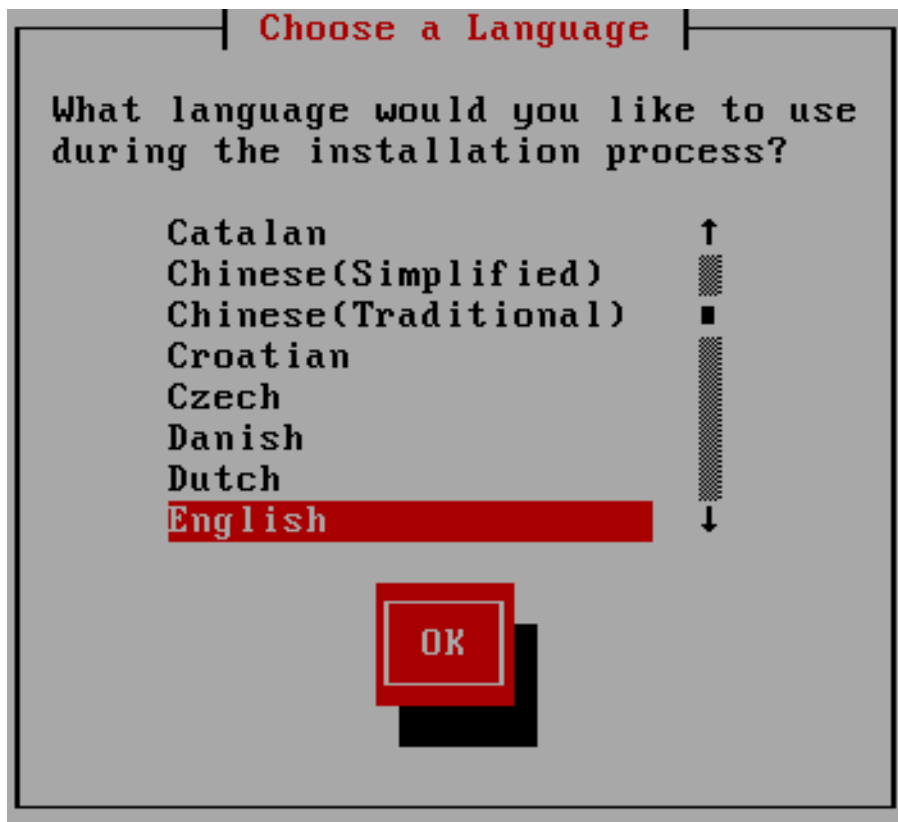 Choose a Language
What language would you like to use
during the installation process?
Catalan
Chinese(Simplified)
Chinese(Traditional)
Croatian
Czech
Danish
Dutch
English
OK